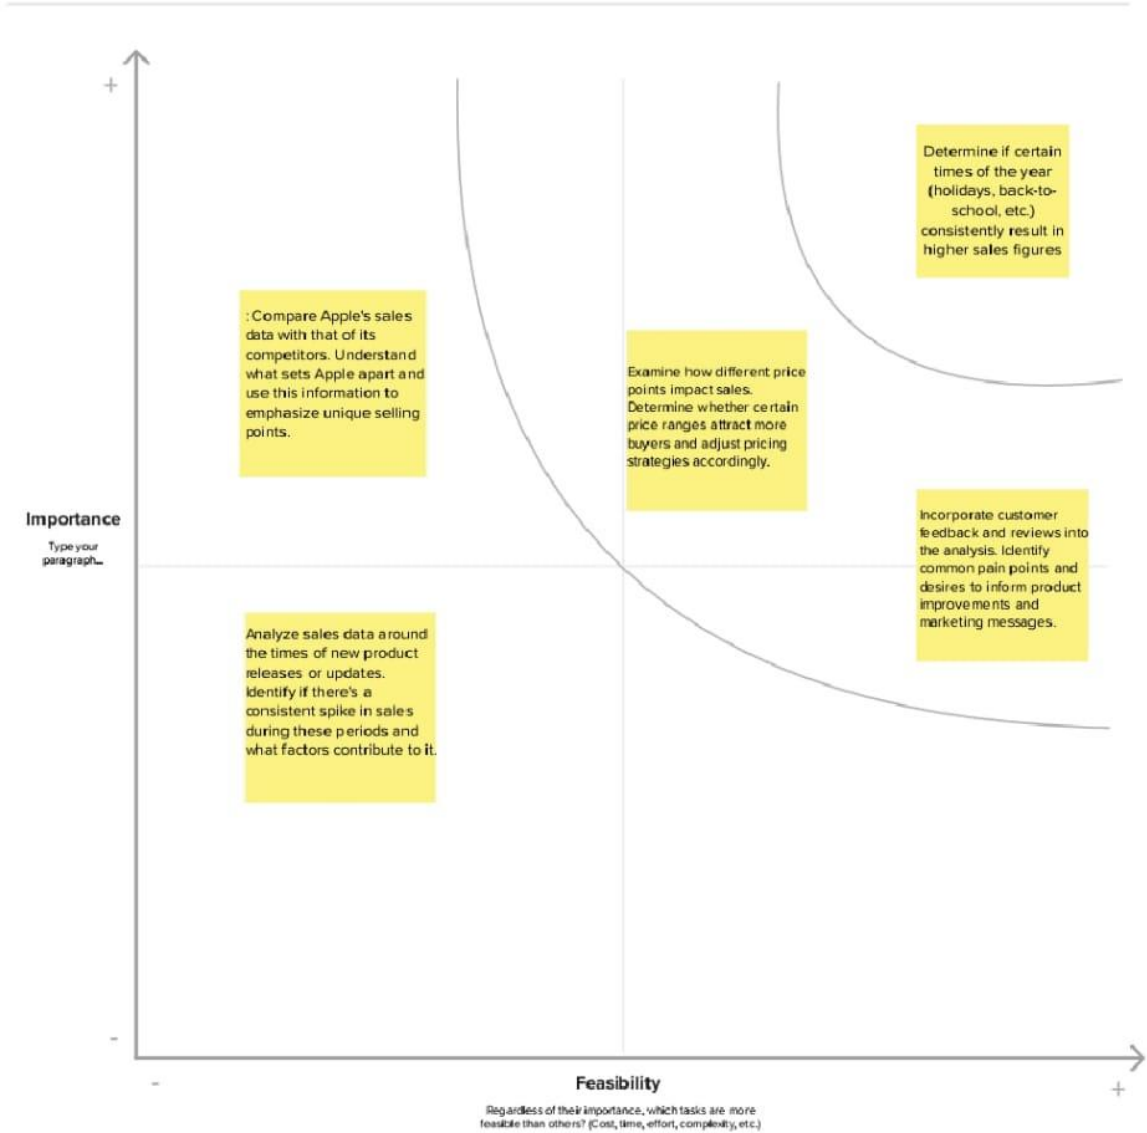 +
Determine if certain
times of the year
(holidays, back-to-
school, etc.)
consistently result in
higher sales figures
: Compare Apple's sales
data with that of its
competitors. Understand
what sets Apple apart and
use this information to
emphasize unique selling
points.
Examine how different price
points impact sales.
Determine whether certain
price ranges attract more
buyers and adjust pricing
strategies accordingly.
Importance
Type your
paragraph...
Incorporate customer
feedback and reviews into
the analysis. Identify
common pain points and
desires to inform product
improvements and
marketing messages.
Analyze sales data around
the times of new product
releases or updates.
Identify if there's a
consistent spike in sales
during these periods and
what factors contribute to it.
-
-
Feasibility
+
Regardless of their importance, which tasks are more
feasible than others? (Cost, time, effort, complexity, etc.)